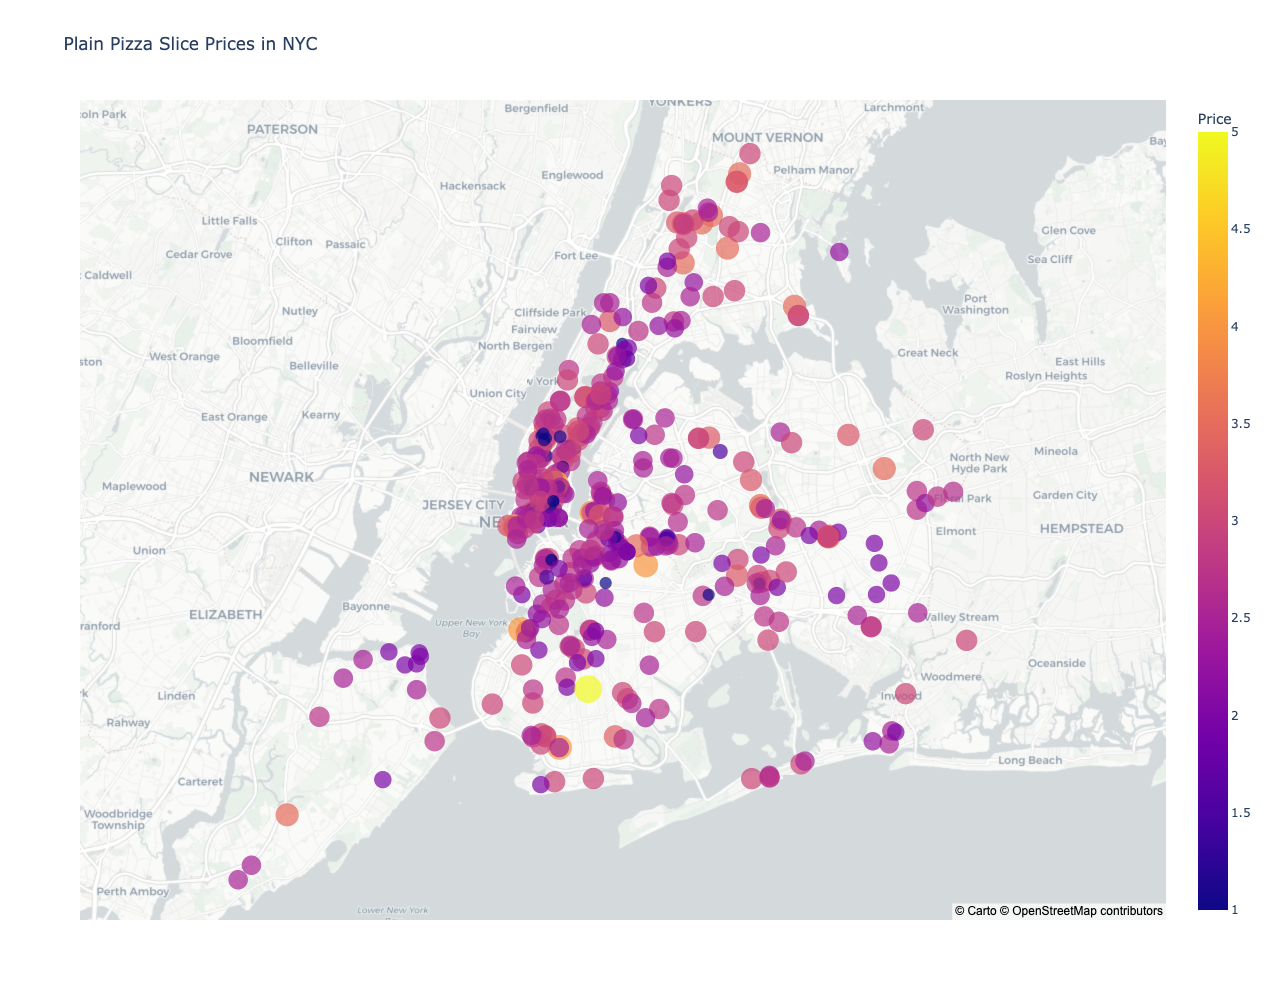 Plain Pizza Slice Prices in NYC
YONKERS
Larchmont
Bergenfield
coln Park
PATERSON
MOUNT VERNON
Bay
Pelham Manor
Englewood
Hackensack
Little Falls
Glen Cove
Clifton
Passaic
Cedar Grove
Fort Lee
Sea Cliff
Caldwell
Port
Washington
Nutley
Cliffside Park
Fairview
Bloomfield
North Bergen
West Orange
Great Neck
East Hills
Belleville
Roslyn Heights
Union City
East Orange
Kearny
Mineola
North New
Hyde Park
NEWARK
Maplewood
Garden City
Floral Park
JERSEY CITY
HEMPSTEAD
Elmont
Union
Bayonne
ELIZABETH
Valley Stream
Upper New York
Bay
ranford
Oceanside
Woodmere
Linden
Inwood
Rahway
Long Beach
Carteret
Woodbridge
Township
Perth Amboy
Lower New York
© Carto © OpenStreetMap contributors
Price
5
4.5
4
3.5
3
2.5
2
1.5
1